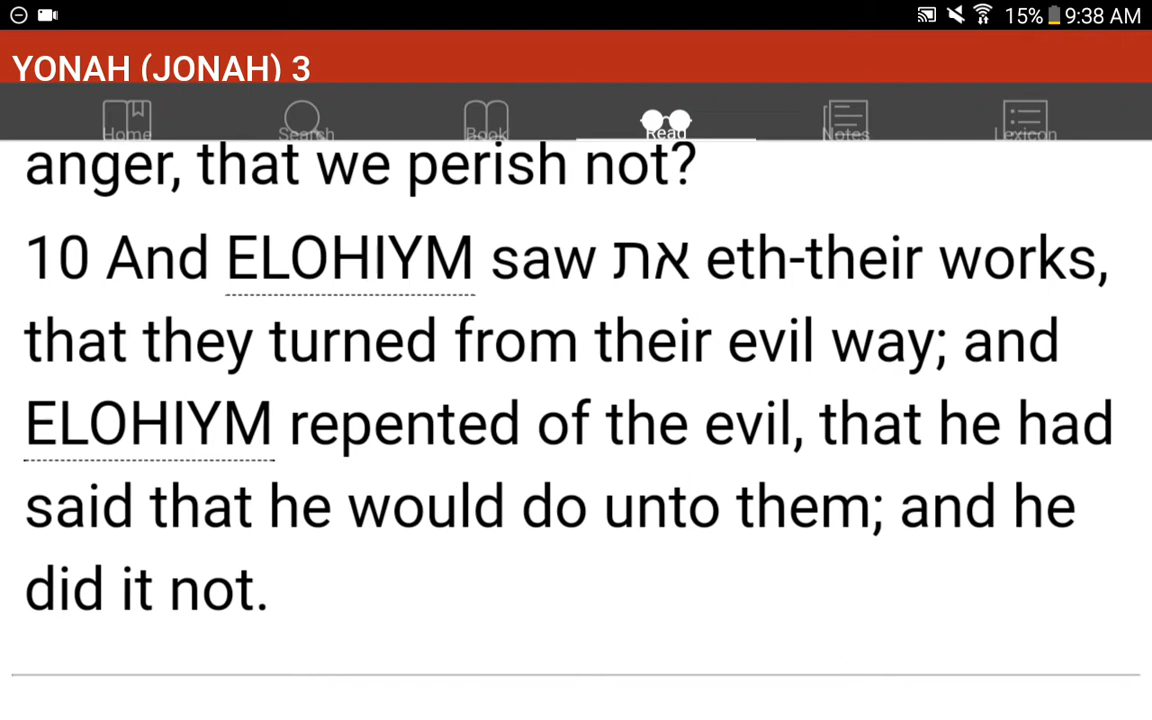 15% 9:38 AM
YONAH (JONAH) 3
Home Search Book Read Notes Lexicon
anger, that we perish not?
10 And ELOHIYM saw את eth-their works,
that they turned from their evil way; and
ELOHIYM repented of the evil, that he had
said that he would do unto them; and he
did it not.